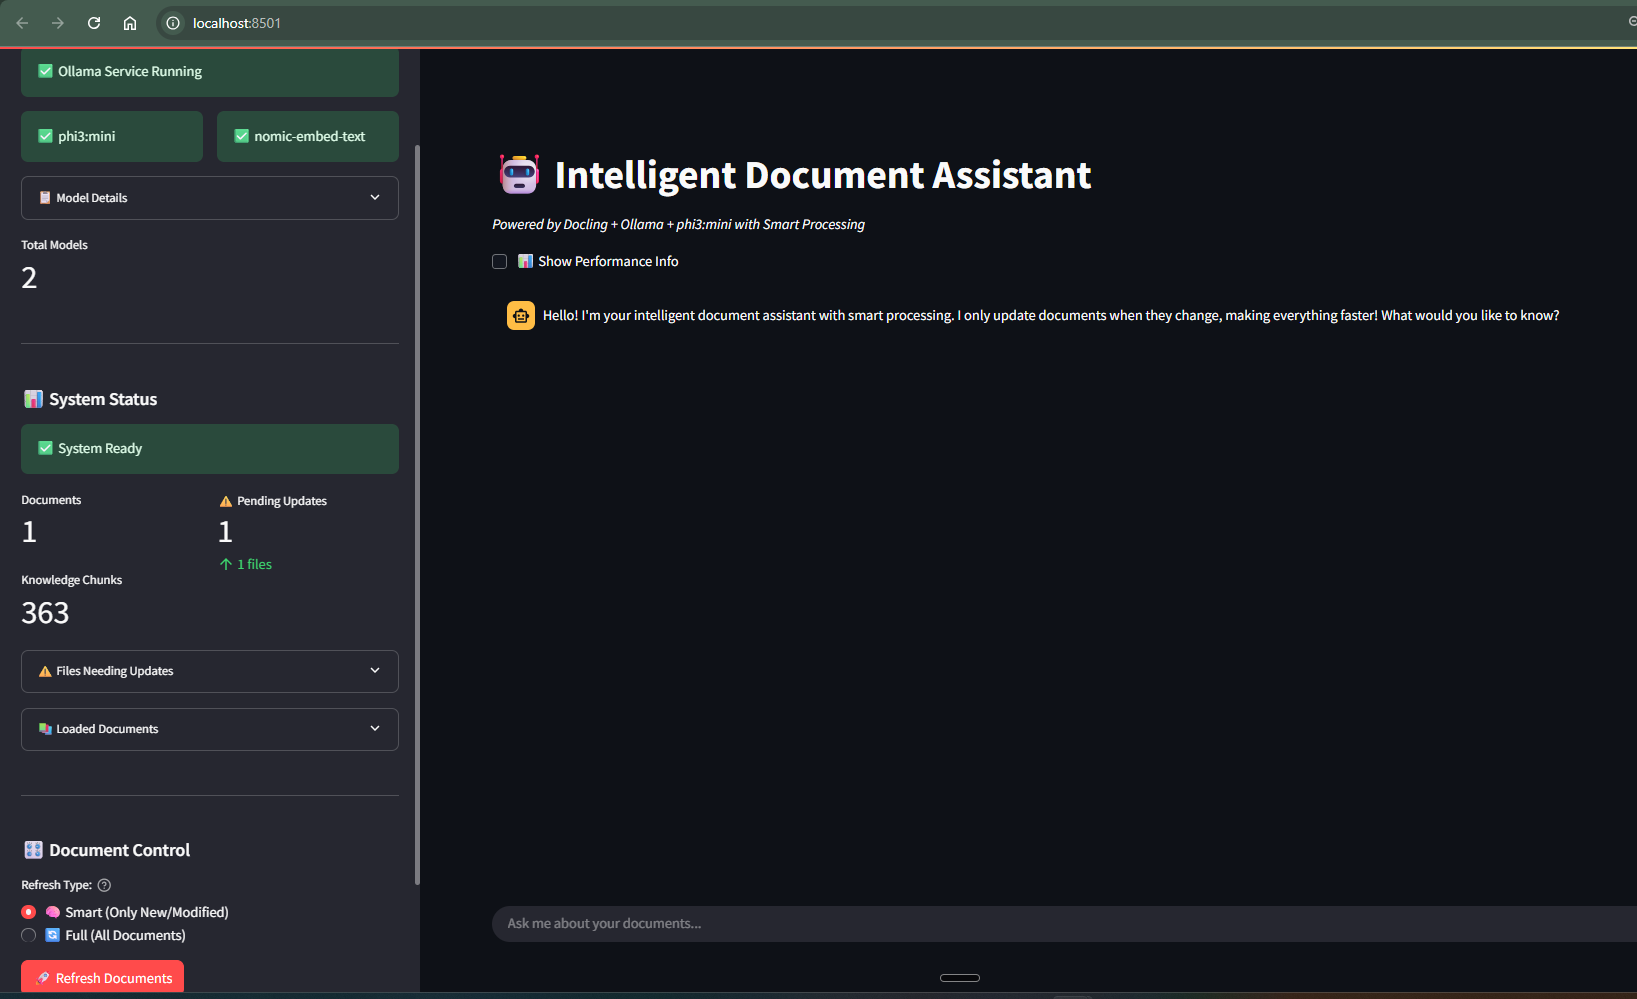 localhost:8501
Ollama Service Running
phi3:mini
nomic-embed-text
Model Details
Total Models
2
System Status
System Ready
Documents
1
Pending Updates
1
1 files
Knowledge Chunks
363
Files Needing Updates
Loaded Documents
Document Control
Refresh Type:
Smart (Only New/Modified)
Full (All Documents)
Refresh Documents
Intelligent Document Assistant
Powered by Docling + Ollama + phi3:mini with Smart Processing
Show Performance Info
Hello! I'm your intelligent document assistant with smart processing. I only update documents when they change, making everything faster! What would you like to know?
Ask me about your documents...